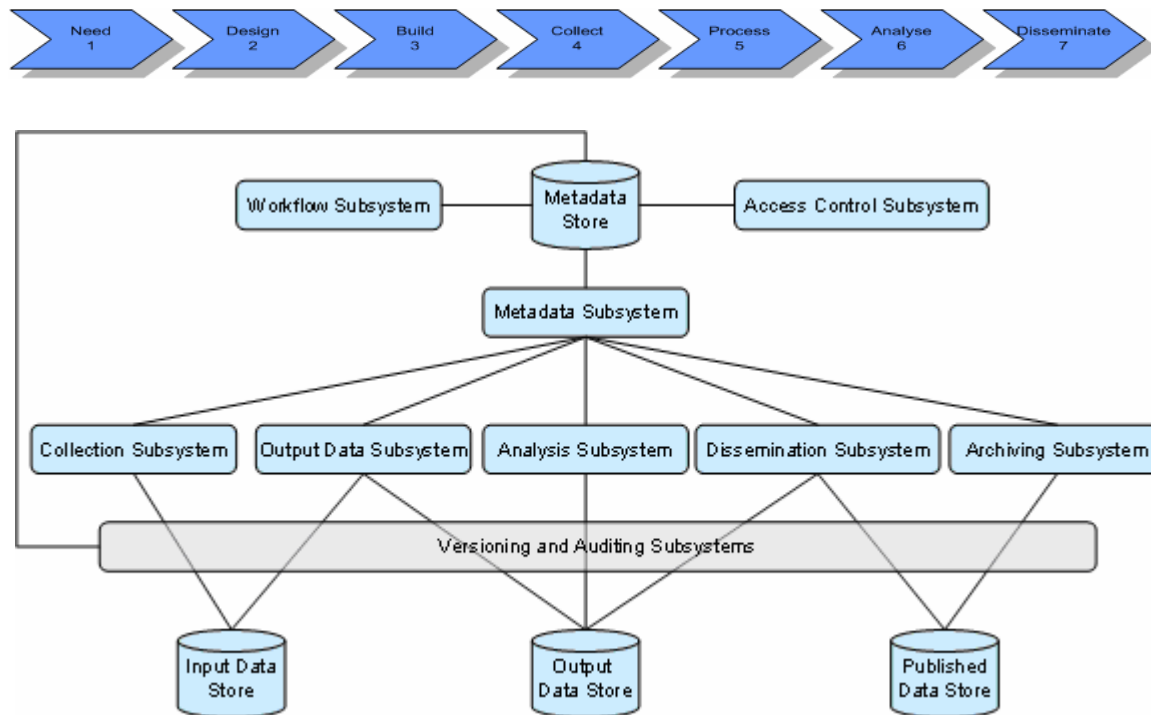 Need
1
Design
2
Build
3
Collect
4
Process
5
Analyse
6
Disseminate
7
Workflow Subsystem
Metadata
Store
Access Control Subsystem
Metadata Subsystem
Collection Subsystem
Output Data Subsystem
Analysis Subsystem
Dissemination Subsystem
Archiving Subsystem
Versioning and Auditing Subsystems
Input Data
Store
Output
Data Store
Published
Data Store